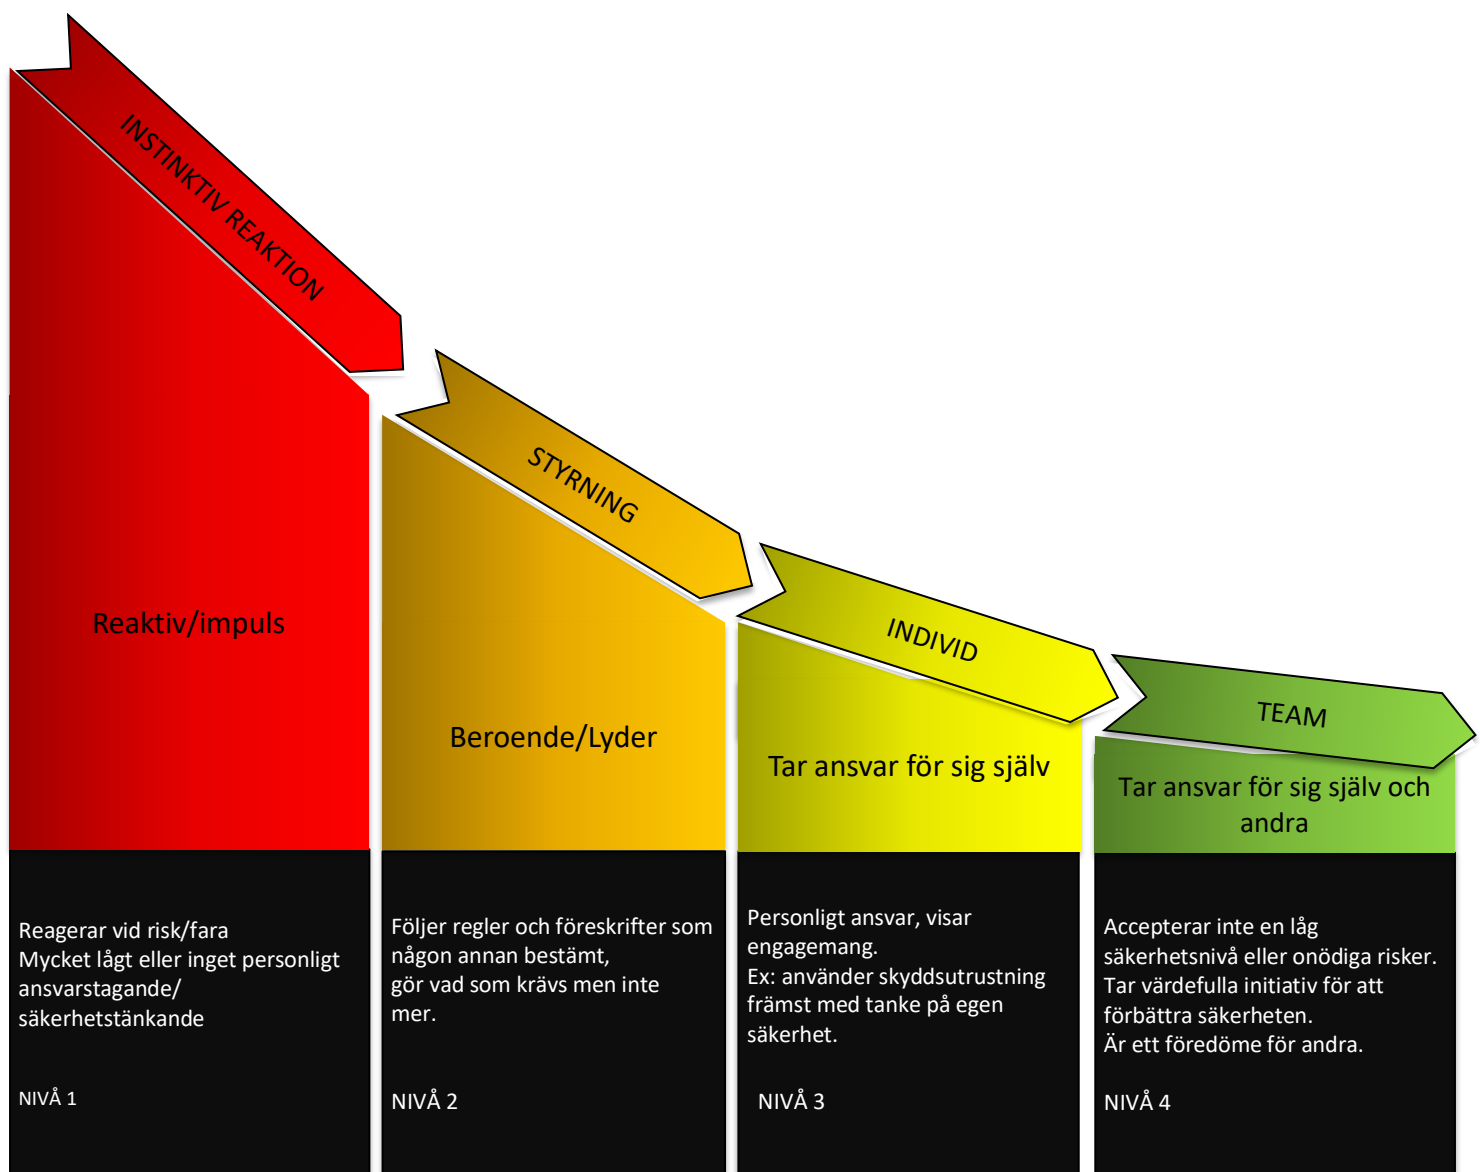 INSTINKTIV REAKTION
STYRNING
INDIVID
TEAM
Reaktiv/impuls
Beroende/Lyder
Tar ansvar för sig själv
Tar ansvar för sig själv och
andra
Reagerar vid risk/fara
Mycket lågt eller inget personligt
ansvarstagande/
säkerhetstänkande
NIVÅ 1
Följer regler och föreskrifter som
någon annan bestämt,
gör vad som krävs men inte
mer.
NIVÅ 2
Personligt ansvar, visar
engagemang.
Ex: använder skyddsutrustning
främst med tanke på egen
säkerhet.
NIVÅ 3
Accepterar inte en låg
säkerhetsnivå eller onödiga risker.
Tar värdefulla initiativ för att
förbättra säkerheten.
Är ett föredöme för andra.
NIVÅ 4